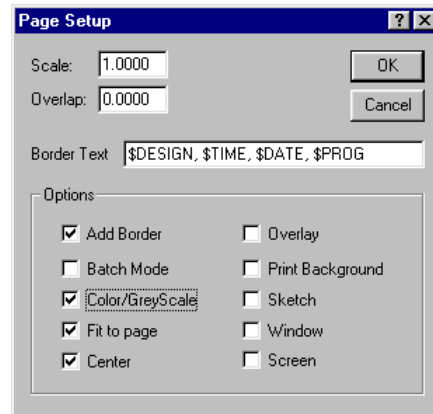 Page Setup
Scale: 1.0000 OK
Overlap: 0.0000 Cancel
Border Text $DESIGN, $TIME, $DATE, $PROG
Options
Add Border Overlay
Batch Mode Print Background
Color/GreyScale Sketch
Fit to page Window
Center Screen